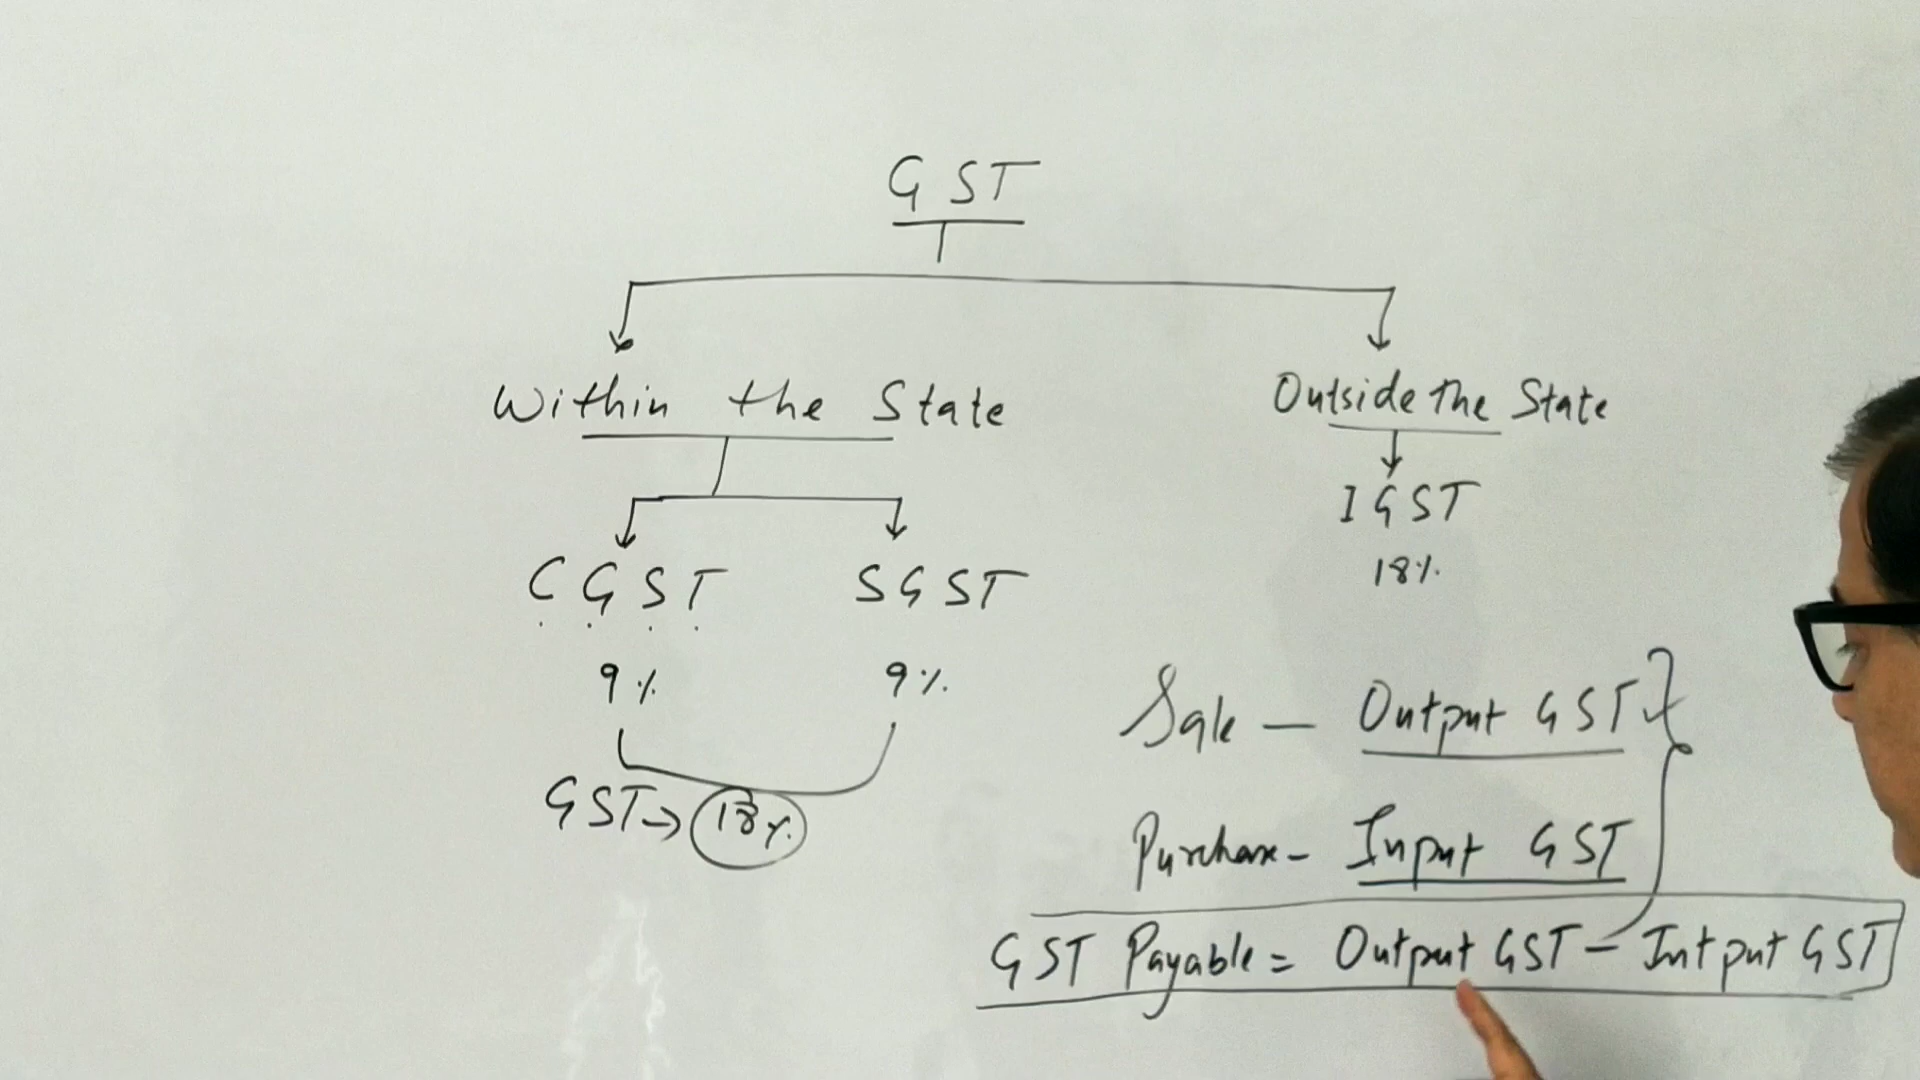 GST
Within the State
Outside the State
IGST
18%
CGST SGST
9% 9%
GST → 18%
Sale - Output GST
Purchase - Input GST
GST Payable = Output GST - Intput GST